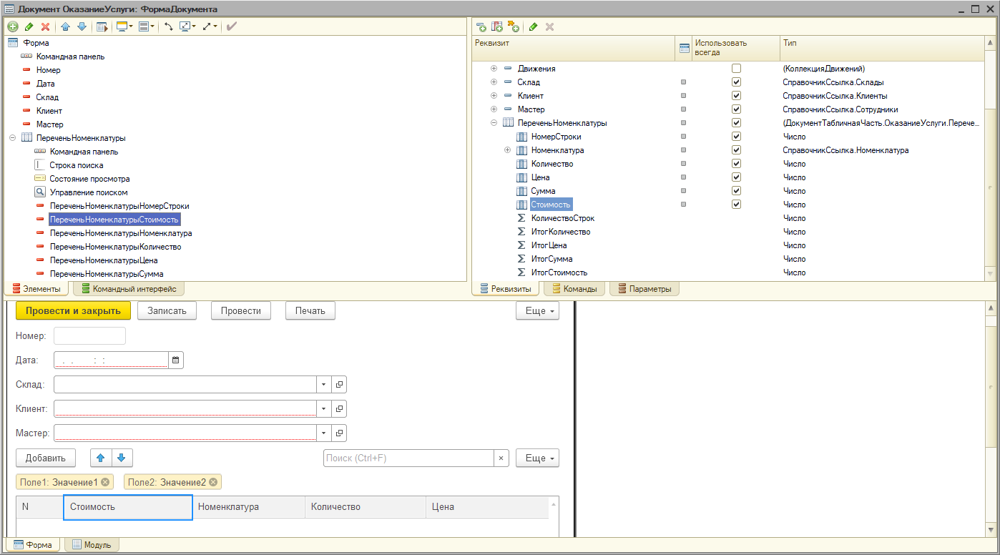 Документ ОказаниеУслуги: ФормаДокумента
Форма
Командная панель
Номер
Дата
Склад
Клиент
Мастер
ПереченьНоменклатуры
Командная панель
Строка поиска
Состояние просмотра
Управление поиском
ПереченьНоменклатурыНомерСтроки
ПереченьНоменклатурыСтоимость
ПереченьНоменклатурыНоменклатура
ПереченьНоменклатурыКоличество
ПереченьНоменклатурыЦена
ПереченьНоменклатурыСумма
Элементы Командный интерфейс
Реквизит Использовать всегда Тип
Движения (КоллекцияДвижений)
Склад СправочникСсылка.Склады
Клиент СправочникСсылка.Клиенты
Мастер СправочникСсылка.Сотрудники
ПереченьНоменклатуры (ДокументТабличнаяЧасть.ОказаниеУслуги.Перече...
НомерСтроки Число
Номенклатура СправочникСсылка.Номенклатура
Количество Число
Цена Число
Сумма Число
Стоимость Число
КоличествоСтрок Число
ИтогКоличество Число
ИтогЦена Число
ИтогСумма Число
ИтогСтоимость Число
Реквизиты Команды Параметры
Провести и закрыть Записать Провести Печать Еще
Номер:
Дата: . . : :
Склад:
Клиент:
Мастер:
Добавить Поиск (Ctrl+F) × Еще
Поле1: Значение1 Поле2: Значение2
N Стоимость Номенклатура Количество Цена
Форма Модуль